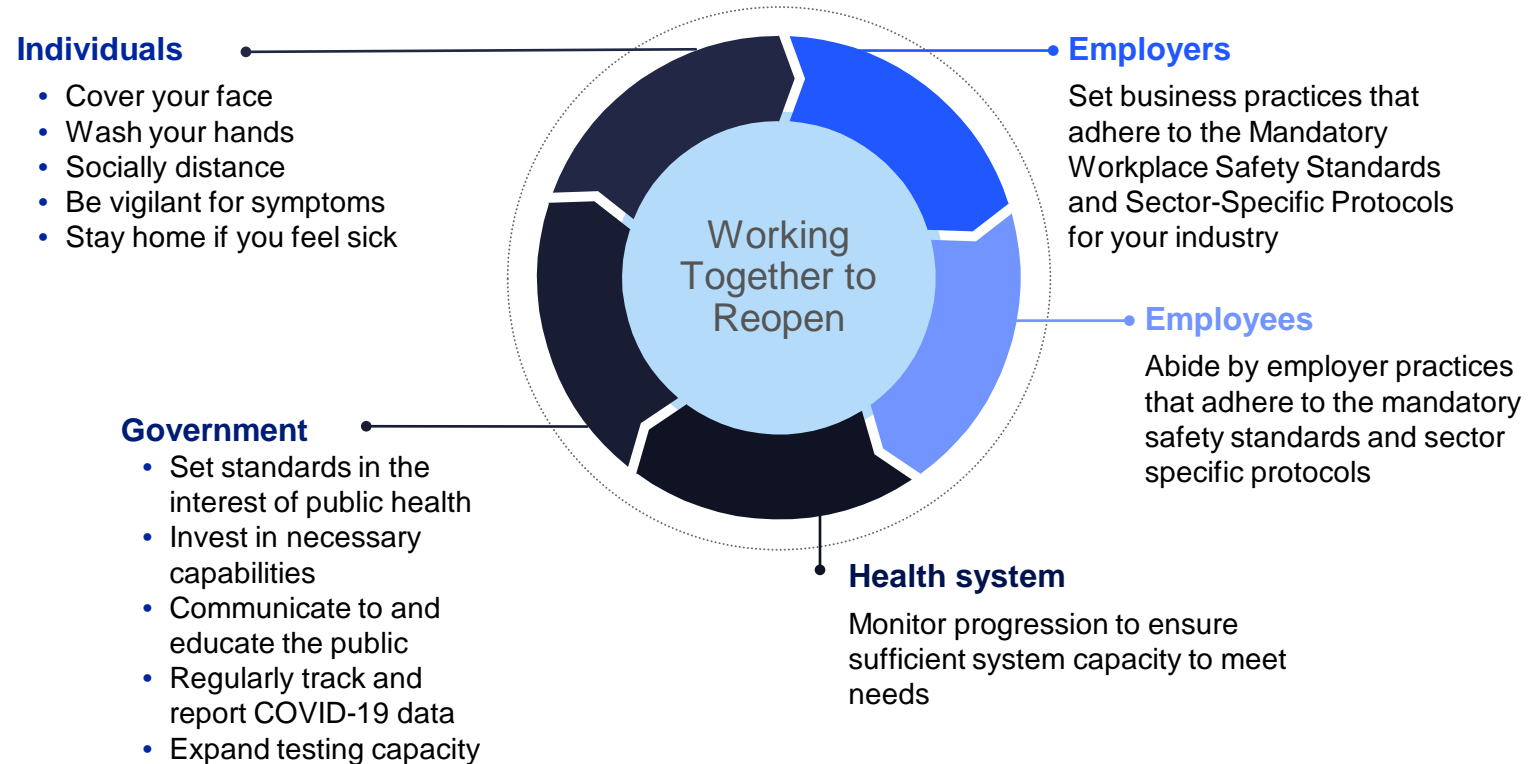 Individuals
• Cover your face
• Wash your hands
• Socially distance
• Be vigilant for symptoms
• Stay home if you feel sick
Employers
Set business practices that
adhere to the Mandatory
Workplace Safety Standards
and Sector-Specific Protocols
for your industry
Working
Together to
Reopen
Employees
Abide by employer practices
that adhere to the mandatory
safety standards and sector
specific protocols
Government
• Set standards in the
interest of public health
• Invest in necessary
capabilities
• Communicate to and
educate the public
• Regularly track and
report COVID-19 data
• Expand testing capacity
Health system
Monitor progression to ensure
sufficient system capacity to meet
needs